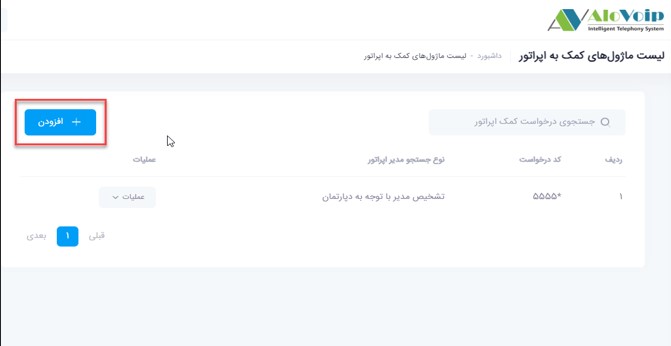 AloVoip
Intelligent Telephony System
لیست ماژول‌های کمک به اپراتور
داشبورد - لیست ماژول‌های کمک به اپراتور
جستجوی درخواست کمک اپراتور
+ افزودن
ردیف کد درخواست نوع جستجو مدیر اپراتور عملیات
۱ *۵۵۵۵ تشخیص مدیر با توجه به دپارتمان عملیات
قبلی ۱ بعدی